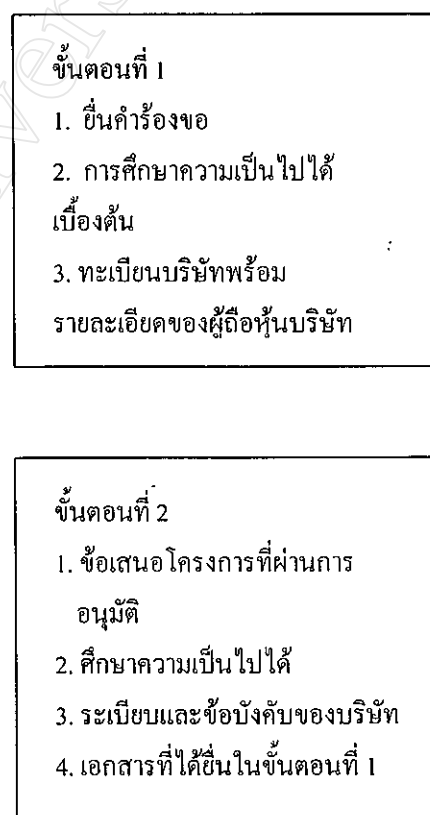 ขั้นตอนที่ 1
1. ยื่นคำร้องขอ
2. การศึกษาความเป็นไปได้
เบื้องต้น
3. ทะเบียนบริษัทพร้อม
รายละเอียดของผู้ถือหุ้นบริษัท
ขั้นตอนที่ 2
1. ข้อเสนอโครงการที่ผ่านการ
อนุมัติ
2. ศึกษาความเป็นไปได้
3. ระเบียบและข้อบังคับของบริษัท
4. เอกสารที่ได้ยื่นในขั้นตอนที่ 1